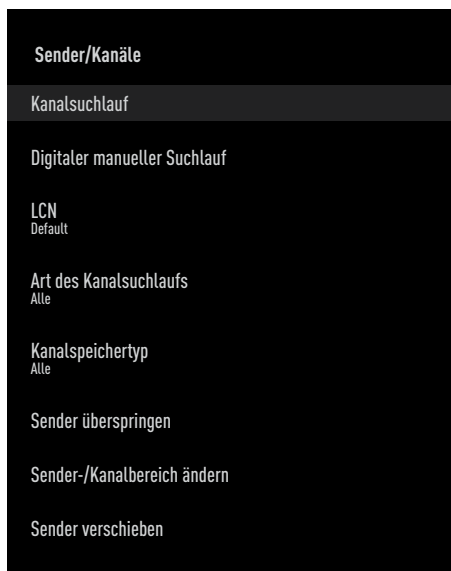 Sender/Kanäle
Kanalsuchlauf
Digitaler manueller Suchlauf
LCN
Default
Art des Kanalsuchlaufs
Alle
Kanalspeichertyp
Alle
Sender überspringen
Sender-/Kanalbereich ändern
Sender verschieben